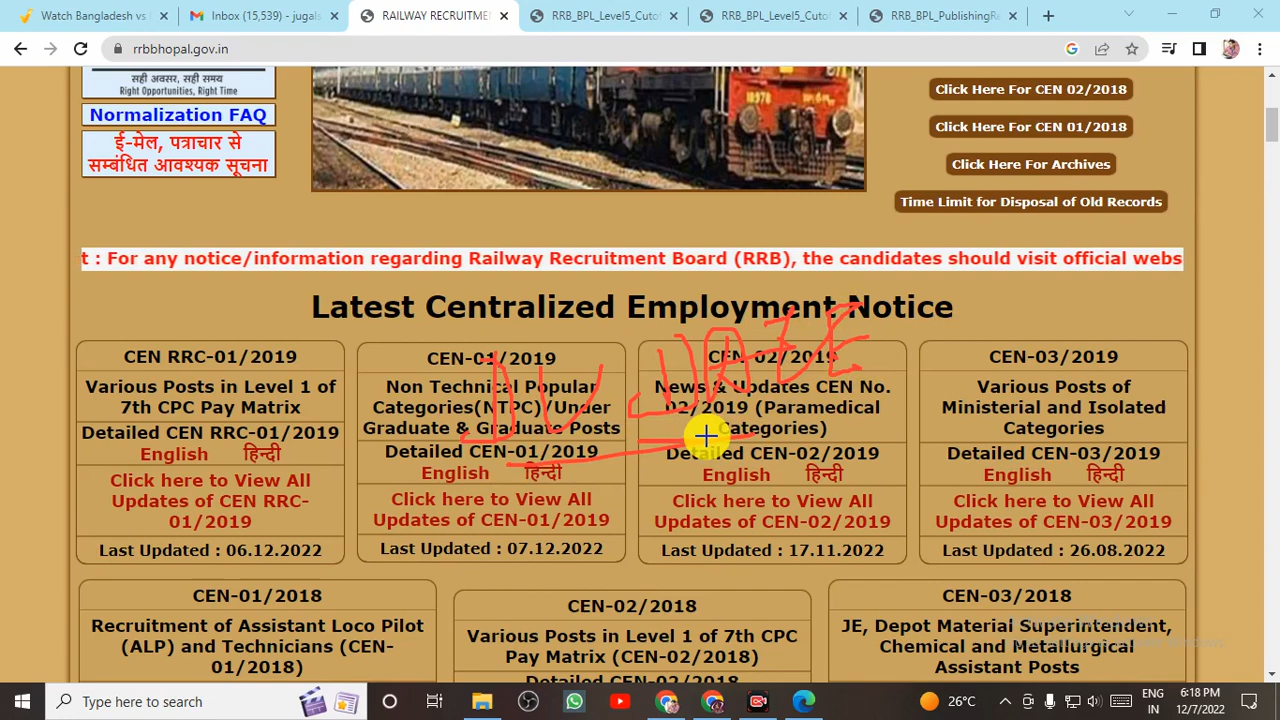 Watch Bangladesh vs
Inbox (15,539) - jugals
RAILWAY RECRUITME
RRB_BPL_Level5_Cuto
RRB_BPL_Level5_Cuto
RRB_BPL_PublishingRe
rrbbhopal.gov.in
सही अवसर, सही समय
Right Opportunities, Right Time
Normalization FAQ
ई-मेल, पत्राचार से
सम्बंधित आवश्यक सूचना
18378
Click Here For CEN 02/2018
Click Here For CEN 01/2018
Click Here For Archives
Time Limit for Disposal of Old Records
t : For any notice/information regarding Railway Recruitment Board (RRB), the candidates should visit official webs
Latest Centralized Employment Notice
CEN RRC-01/2019
Various Posts in Level 1 of
7th CPC Pay Matrix
Detailed CEN RRC-01/2019
English हिन्दी
Click here to View All
Updates of CEN RRC-
01/2019
Last Updated : 06.12.2022
CEN-01/2019
Non Technical Popular
Categories(NTPC)/Under
Graduate & Graduate Posts
Detailed CEN-01/2019
English हिन्दी
Click here to View All
Updates of CEN-01/2019
Last Updated : 07.12.2022
CEN-02/2019
News & Updates CEN No.
02/2019 (Paramedical
Categories)
Detailed CEN-02/2019
English हिन्दी
Click here to View All
Updates of CEN-02/2019
Last Updated : 17.11.2022
CEN-03/2019
Various Posts of
Ministerial and Isolated
Categories
Detailed CEN-03/2019
English हिन्दी
Click here to View All
Updates of CEN-03/2019
Last Updated : 26.08.2022
CEN-01/2018
Recruitment of Assistant Loco Pilot
(ALP) and Technicians (CEN-
01/2018)
CEN-02/2018
Various Posts in Level 1 of 7th CPC
Pay Matrix (CEN-02/2018)
Detailed CEN-02/2018
CEN-03/2018
JE, Depot Material Superintendent,
Chemical and Metallurgical
Assistant Posts
Type here to search
26°C
ENG
IN
6:18 PM
12/7/2022